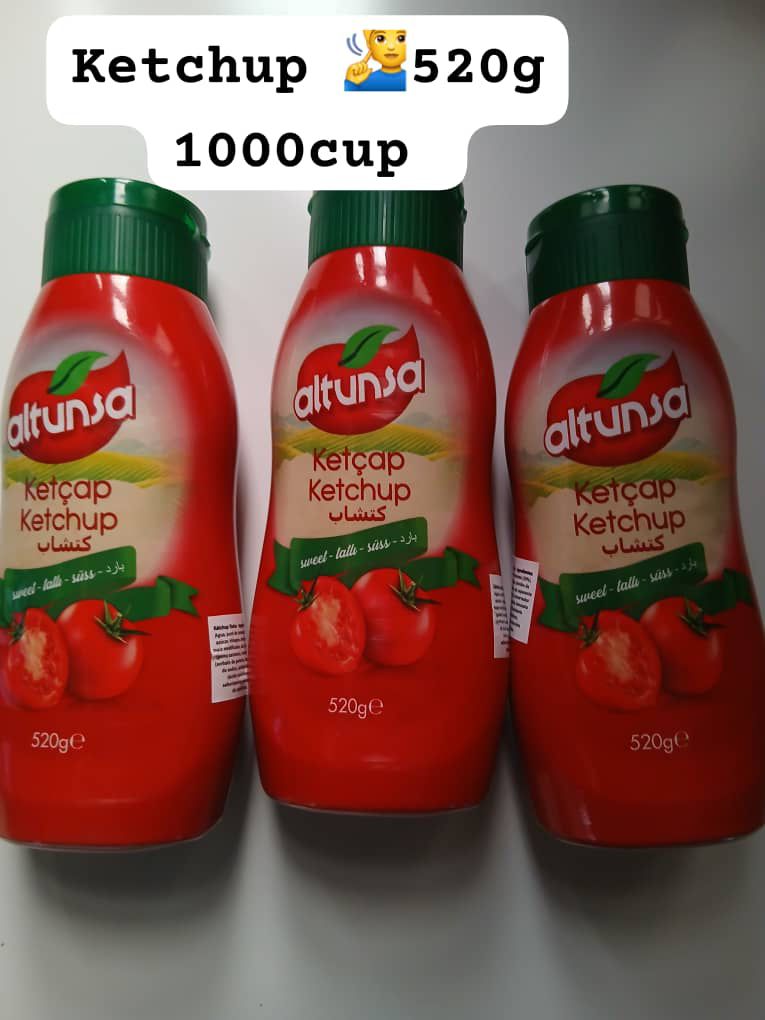 Ketchup 🧏520g
1000cup
altunsa
Ketçap
Ketchup
كتشاب
sweet - tatlı - süss - بارد
520g℮
altunsa
Ketçap
Ketchup
كتشاب
sweet - tatlı - süss - بارد
520g℮
altunsa
Ketçap
Ketchup
كتشاب
sweet - tatlı - süss - بارد
520g℮